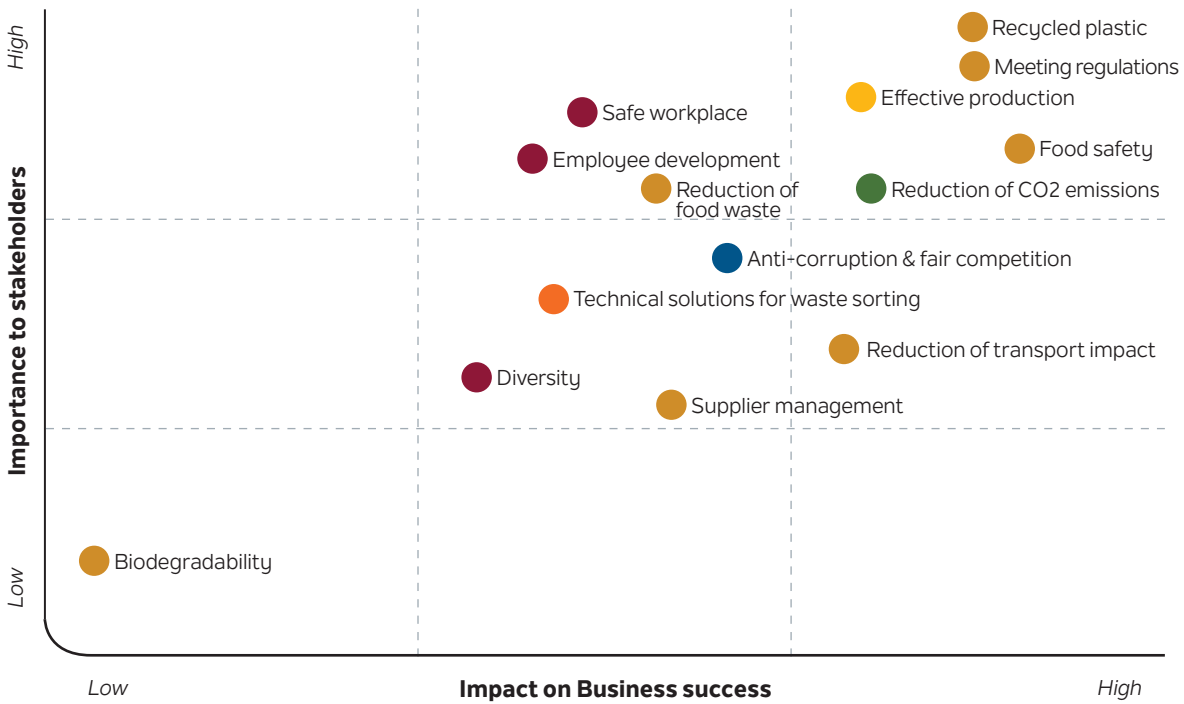 High
Recycled plastic
Meeting regulations
Effective production
Safe workplace
Food safety
Employee development
Reduction of
food waste
Reduction of CO2 emissions
Importance to stakeholders
Anti-corruption & fair competition
Technical solutions for waste sorting
Reduction of transport impact
Diversity
Supplier management
Biodegradability
Low
Low
Impact on Business success
High